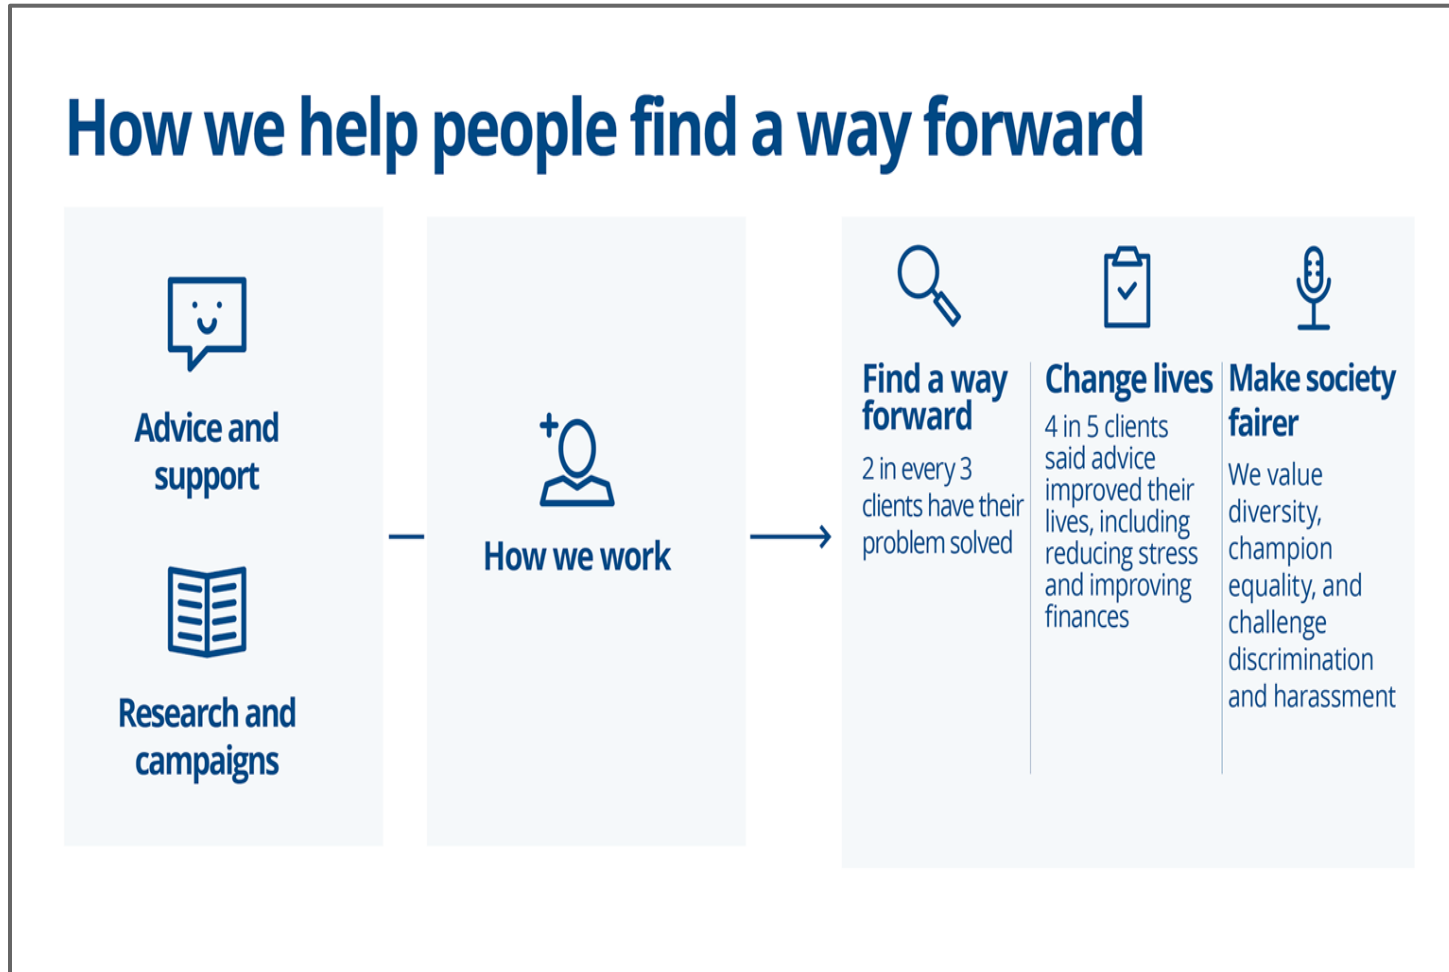 How we help people find a way forward
Advice and
support
Research and
campaigns
How we work
Find a way
forward
2 in every 3
clients have their
problem solved
Change lives
4 in 5 clients
said advice
improved their
lives, including
reducing stress
and improving
finances
Make society
fairer
We value
diversity,
champion
equality, and
challenge
discrimination
and harassment